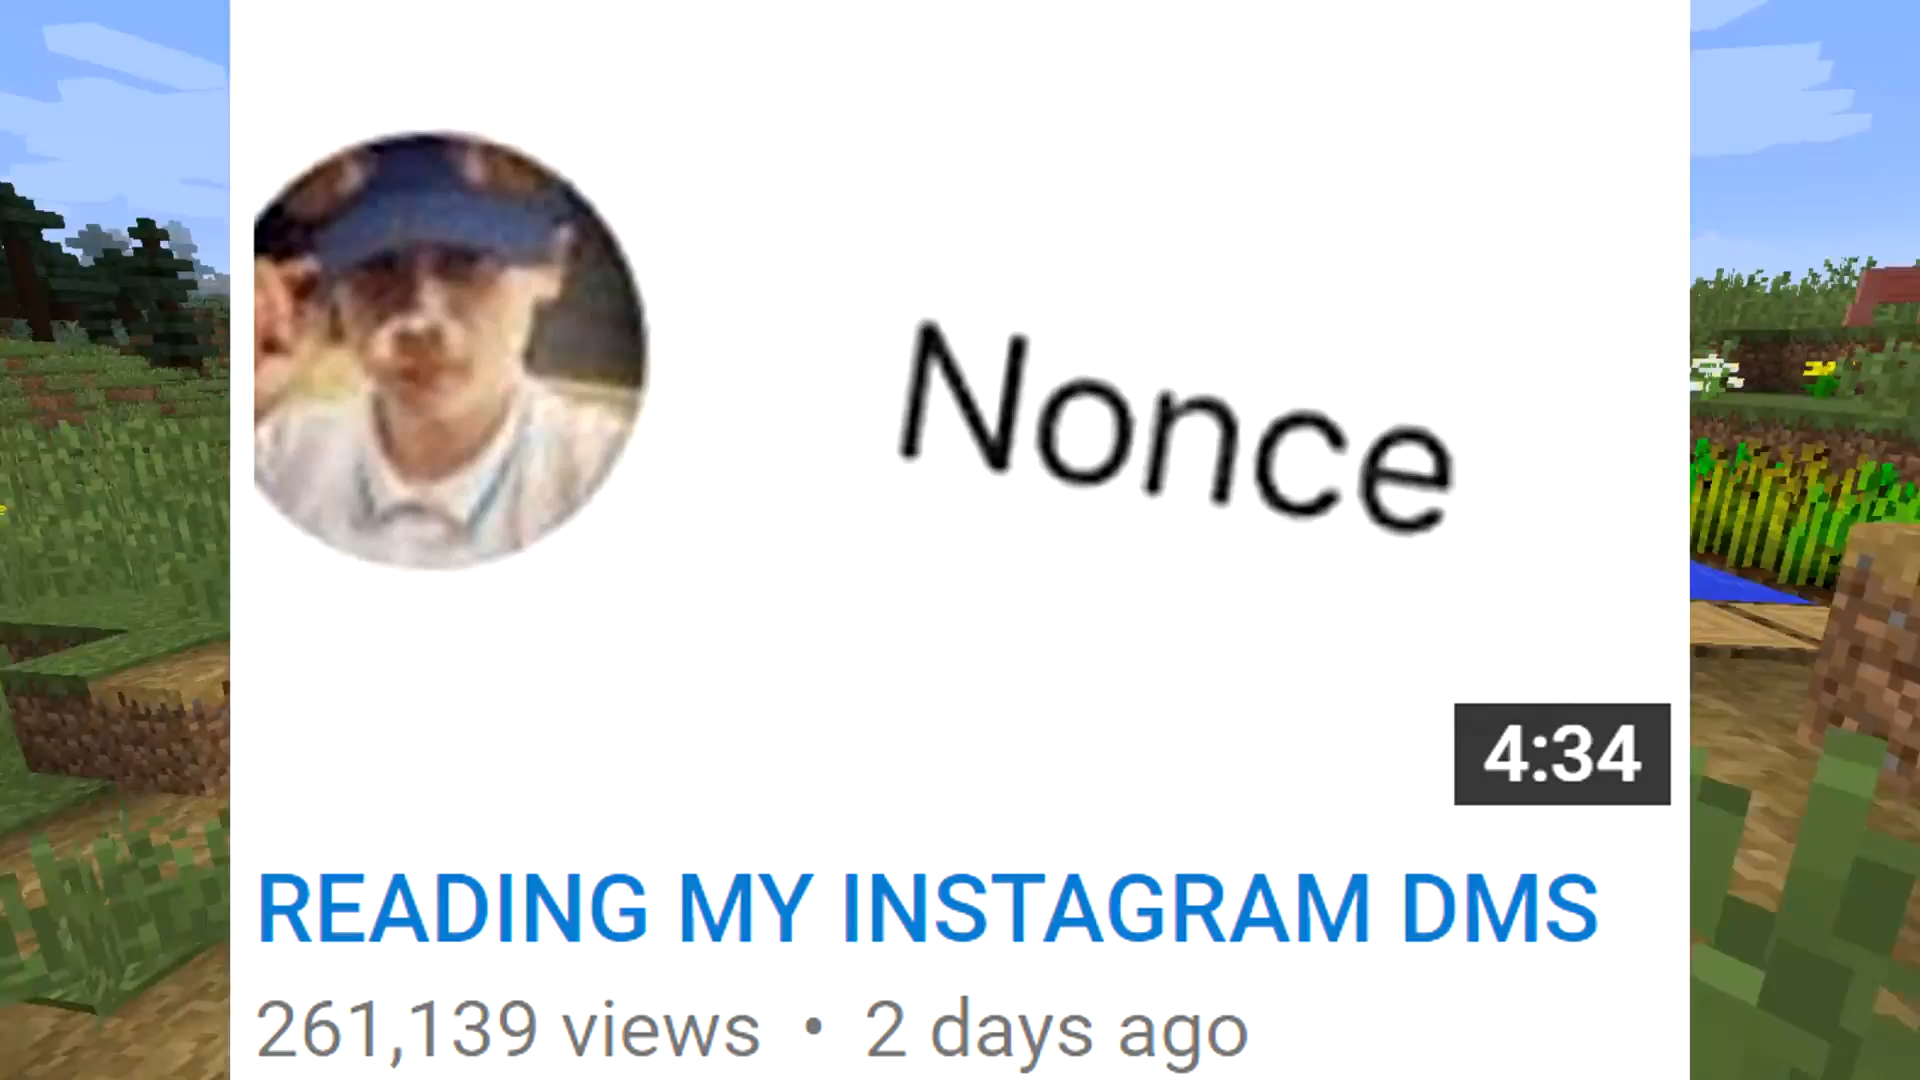 Nonce
4:34
READING MY INSTAGRAM DMS
261,139 views • 2 days ago